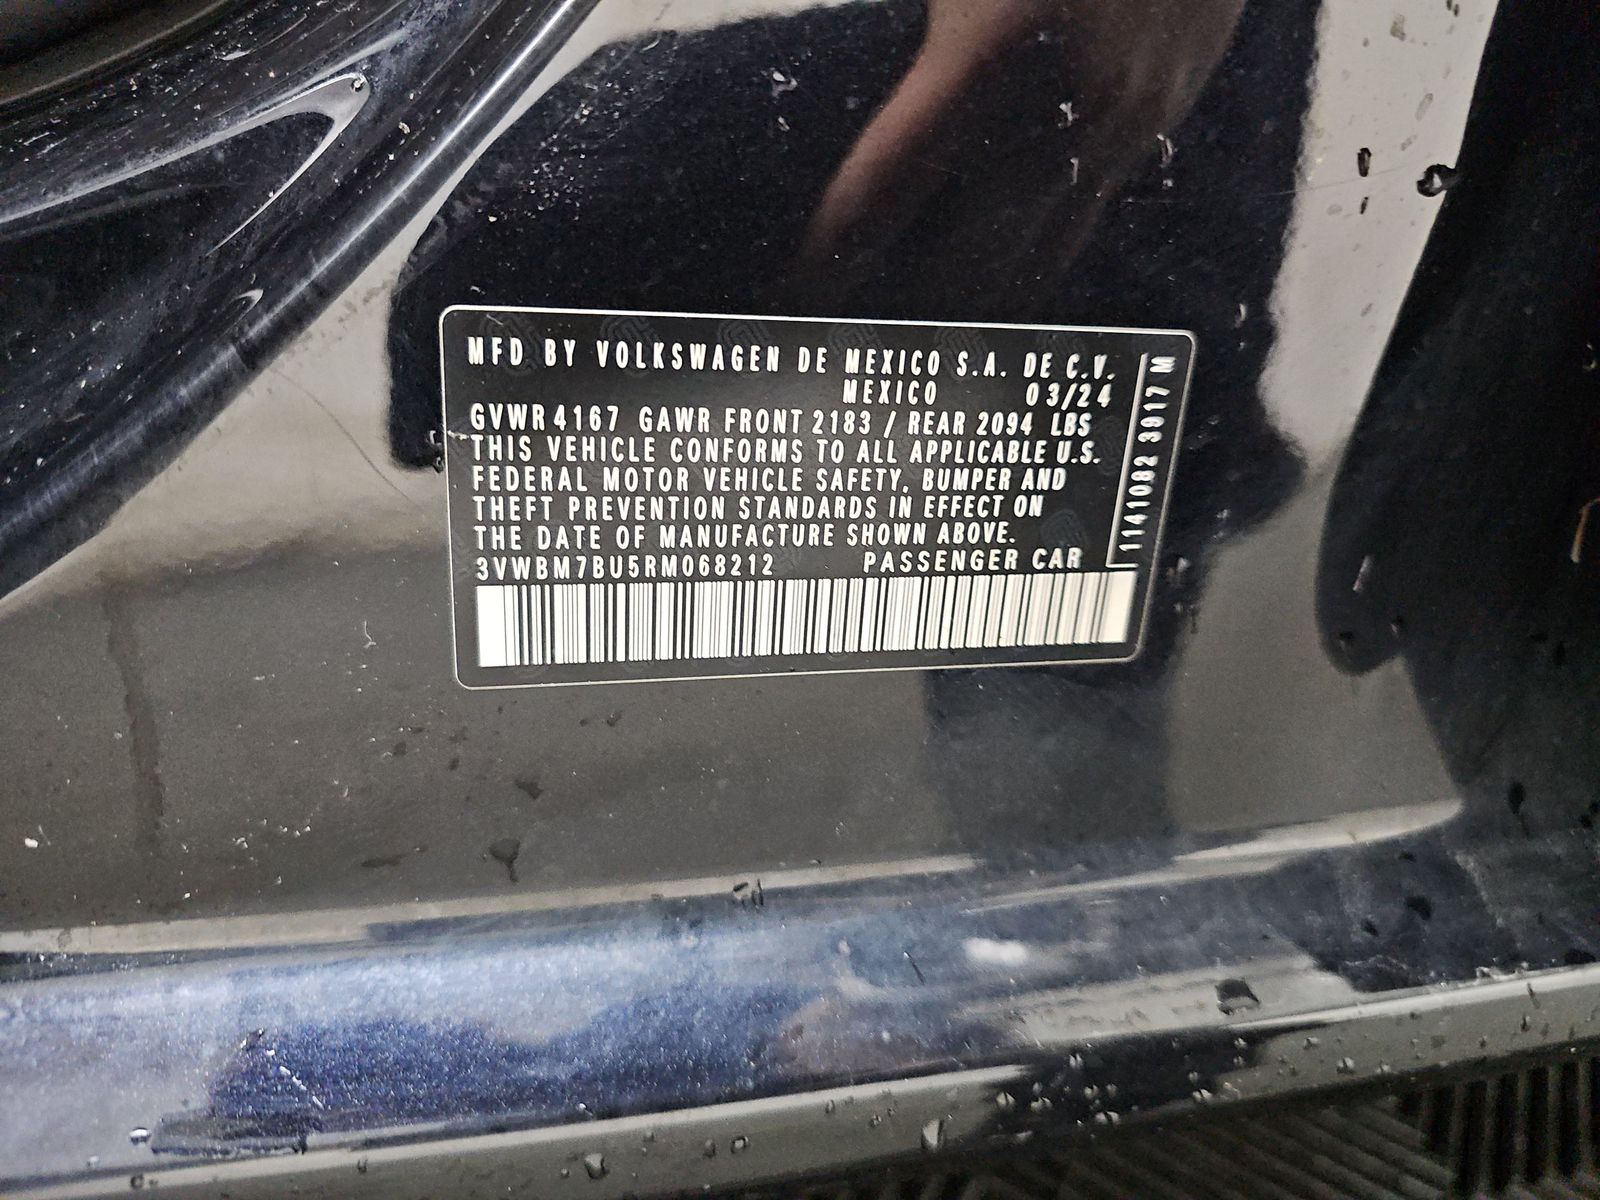 MFD BY VOLKSWAGEN DE MEXICO S.A. DE C.V.
MEXICO 03/24
GVWR 4167 GAWR FRONT 2183 / REAR 2094 LBS
THIS VEHICLE CONFORMS TO ALL APPLICABLE U.S.
FEDERAL MOTOR VEHICLE SAFETY, BUMPER AND
THEFT PREVENTION STANDARDS IN EFFECT ON
THE DATE OF MANUFACTURE SHOWN ABOVE.
3VWBM7BU5RM068212 PASSENGER CAR
1141082 3917 M